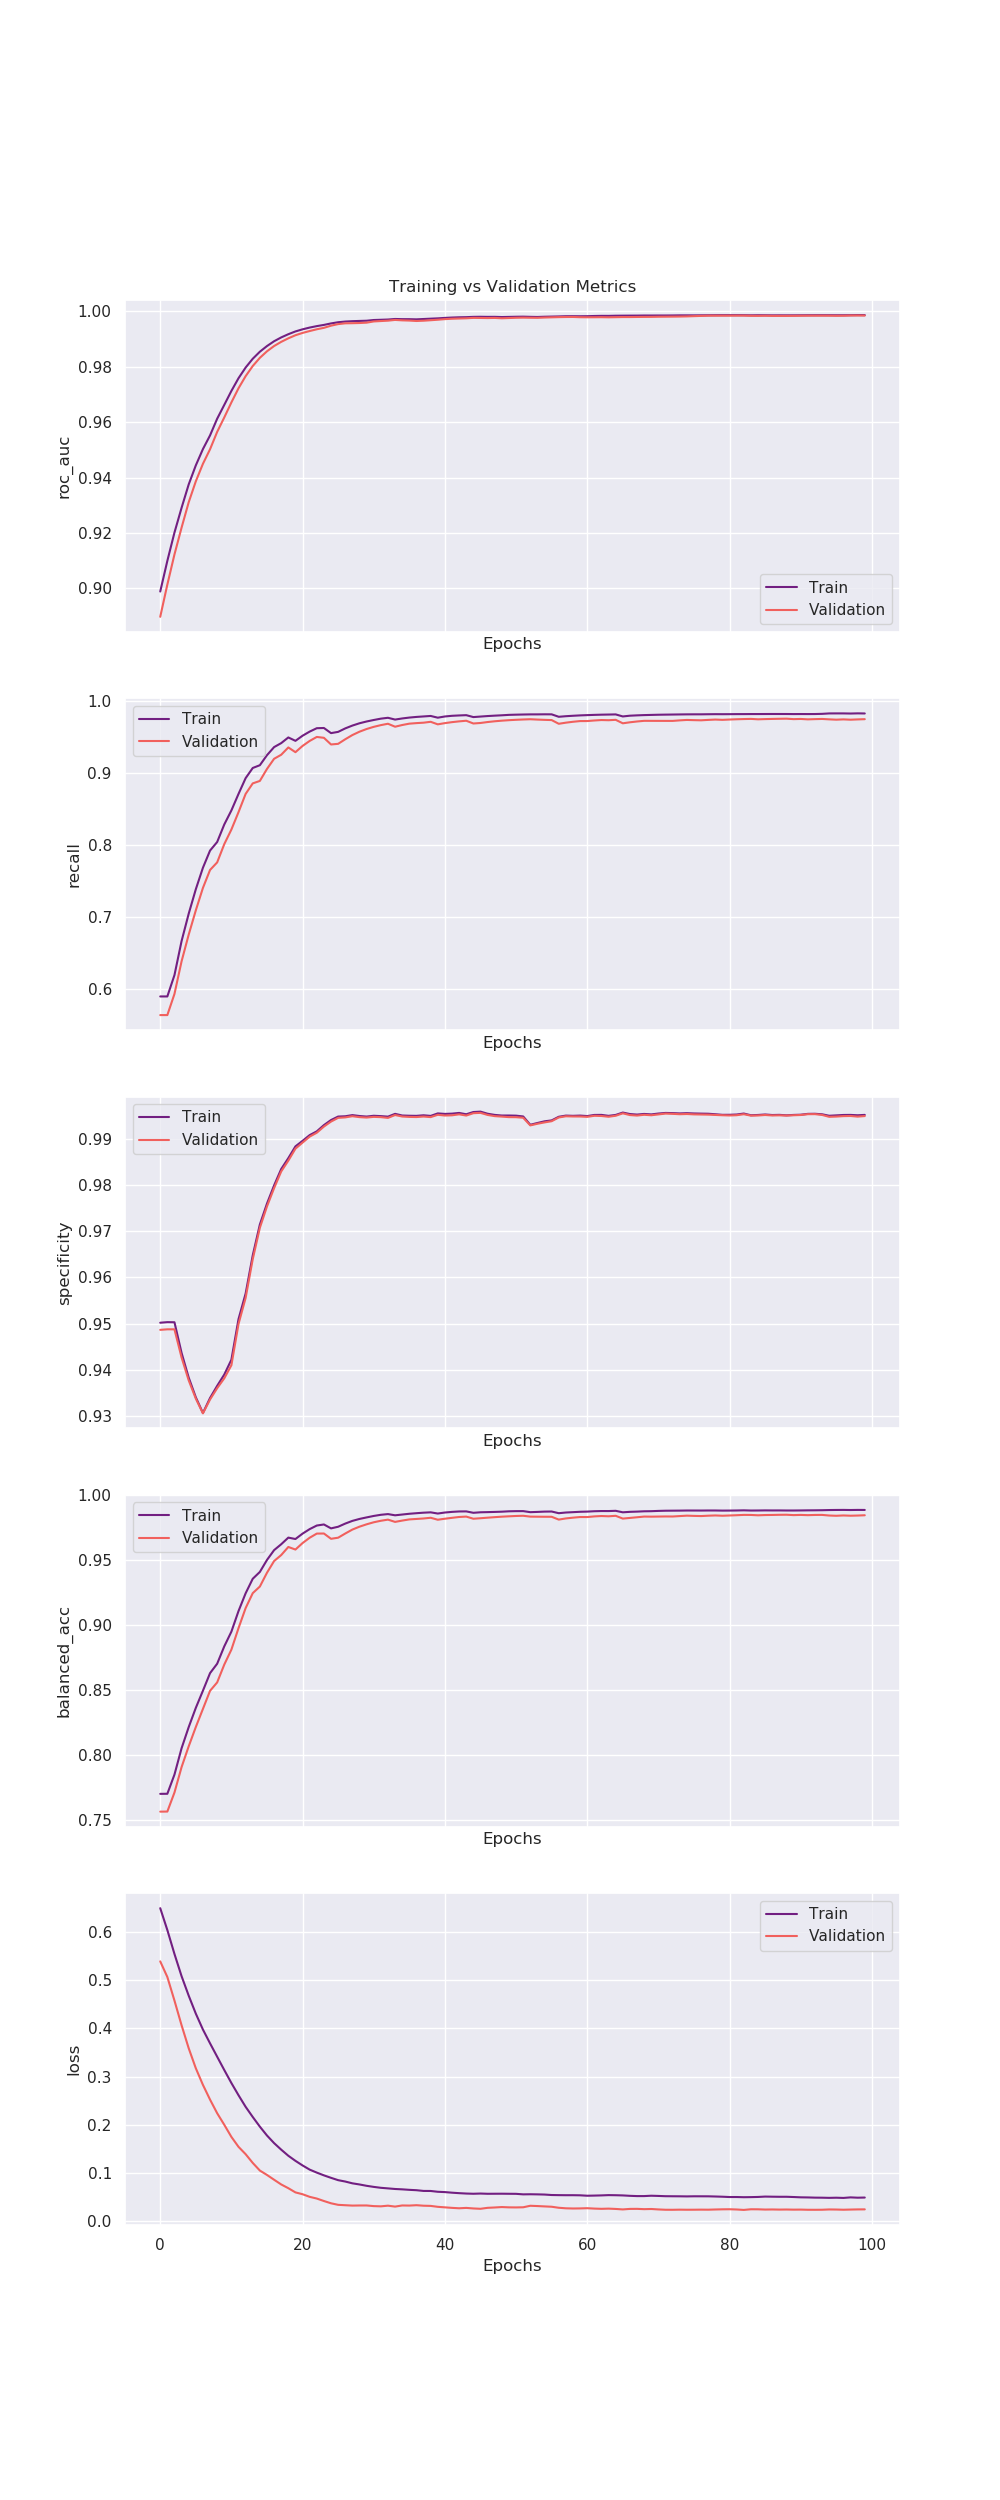 Training vs Validation Metrics
1.00
0.98
0.96
0.94
0.92
0.90
roc_auc
Train
Validation
Epochs
1.0
0.9
0.8
0.7
0.6
recall
Train
Validation
Epochs
0.99
0.98
0.97
0.96
0.95
0.94
0.93
specificity
Train
Validation
Epochs
1.00
0.95
0.90
0.85
0.80
0.75
balanced_acc
Train
Validation
Epochs
0.6
0.5
0.4
0.3
0.2
0.1
0.0
loss
Train
Validation
0 20 40 60 80 100
Epochs